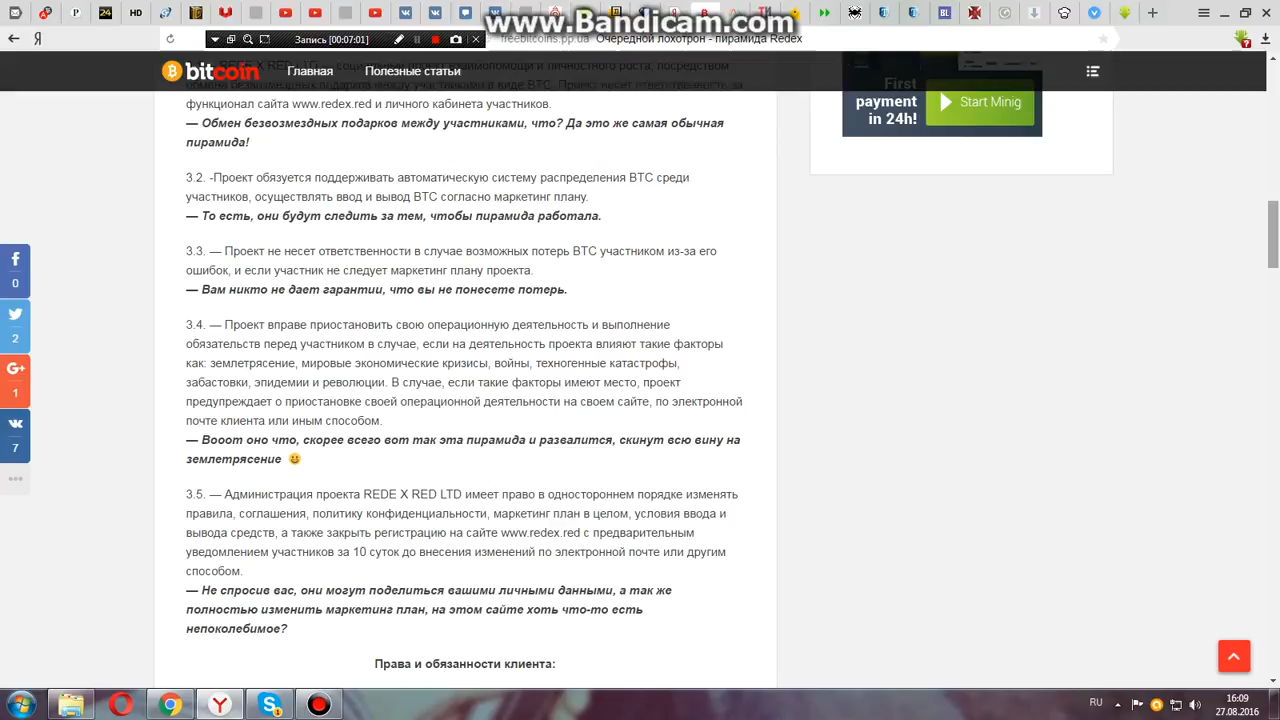 www.Bandicam.com
Я
Запись [00:07:01]
freebitcoins.pp.ua Очередной лохотрон - пирамида Redex
bitcoin
Главная
Полезные статьи
функционал сайта www.redex.red и личного кабинета участников.
— Обмен безвозмездных подарков между участниками, что? Да это же самая обычная
пирамида!
3.2. -Проект обязуется поддерживать автоматическую систему распределения BTC среди
участников, осуществлять ввод и вывод BTC согласно маркетинг плану.
— То есть, они будут следить за тем, чтобы пирамида работала.
3.3. — Проект не несет ответственности в случае возможных потерь BTC участником из-за его
ошибок, и если участник не следует маркетинг плану проекта.
— Вам никто не дает гарантии, что вы не понесете потерь.
3.4. — Проект вправе приостановить свою операционную деятельность и выполнение
обязательств перед участником в случае, если на деятельность проекта влияют такие факторы
как: землетрясение, мировые экономические кризисы, войны, техногенные катастрофы,
забастовки, эпидемии и революции. В случае, если такие факторы имеют место, проект
предупреждает о приостановке своей операционной деятельности на своем сайте, по электронной
почте клиента или иным способом.
— Вооот оно что, скорее всего вот так эта пирамида и развалится, скинут всю вину на
землетрясение
3.5. — Администрация проекта REDE X RED LTD имеет право в одностороннем порядке изменять
правила, соглашения, политику конфиденциальности, маркетинг план в целом, условия ввода и
вывода средств, а также закрыть регистрацию на сайте www.redex.red с предварительным
уведомлением участников за 10 суток до внесения изменений по электронной почте или другим
способом.
— Не спросив вас, они могут поделиться вашими личными данными, а так же
полностью изменить маркетинг план, на этом сайте хоть что-то есть
непоколебимое?
Права и обязанности клиента:
First
payment
in 24h!
Start Minig
0
2
G+
1
7
RU
16:09
27.08.2016